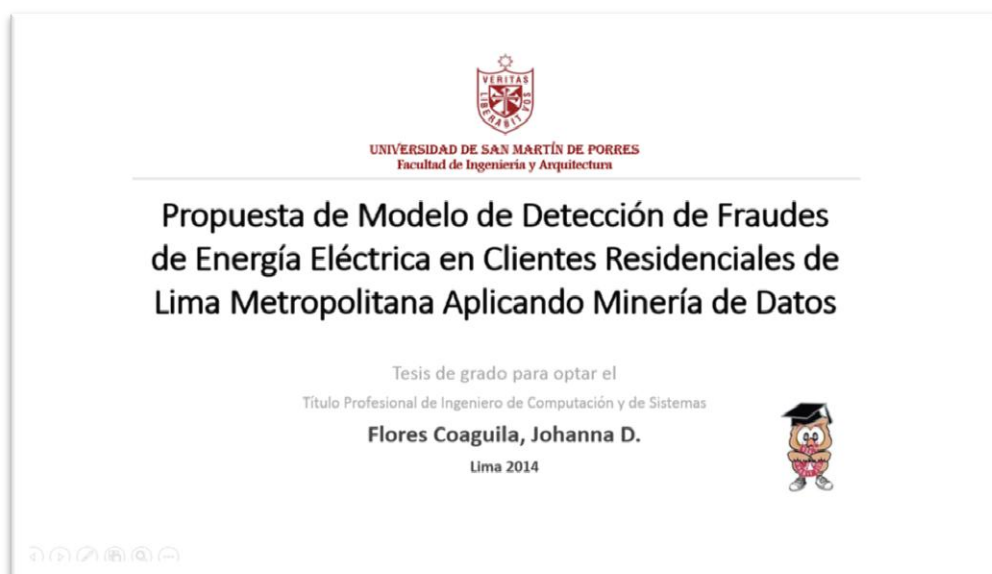 VERITAS
LIBERABIT VOS
UNIVERSIDAD DE SAN MARTÍN DE PORRES
Facultad de Ingeniería y Arquitectura
Propuesta de Modelo de Detección de Fraudes
de Energía Eléctrica en Clientes Residenciales de
Lima Metropolitana Aplicando Minería de Datos
Tesis de grado para optar el
Título Profesional de Ingeniero de Computación y de Sistemas
Flores Coaguila, Johanna D.
Lima 2014